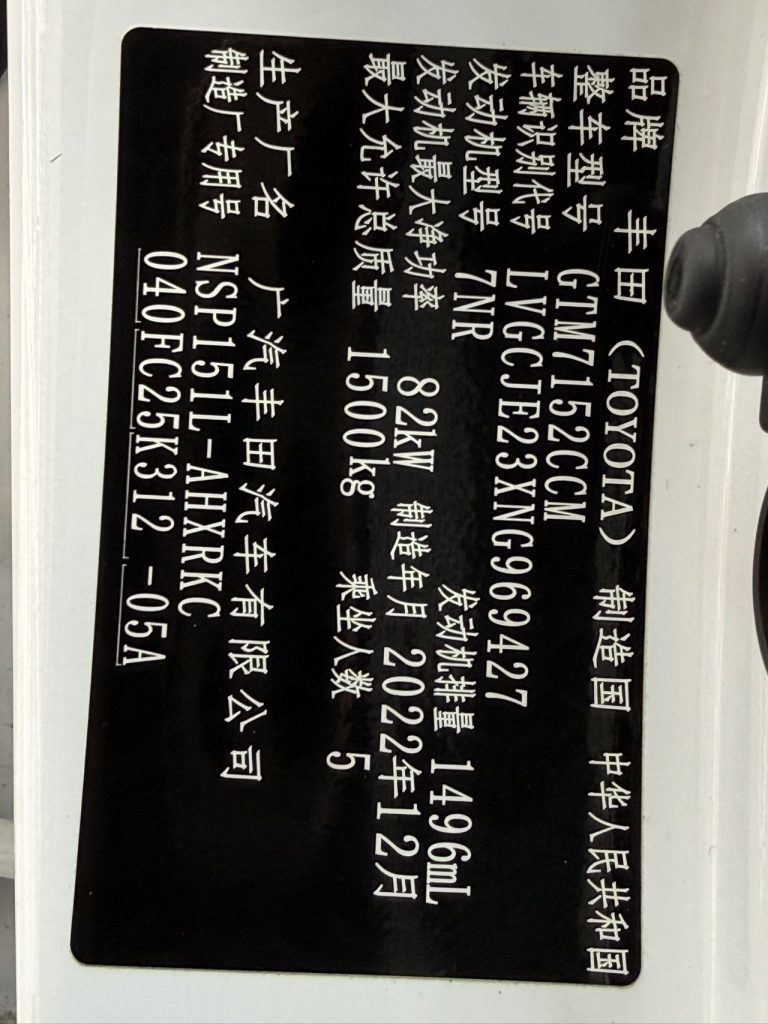 品牌 丰田（TOYOTA） 制造国 中华人民共和国
整车型号 GTM7152CCM
车辆识别代号 LVGCJE23XNG969427
发动机型号 7NR 发动机排量 1496mL
发动机最大净功率 82kW 制造年月 2022年12月
最大允许总质量 1500kg 乘坐人数 5
生产厂名 广汽丰田汽车有限公司
制造厂专用号 NSP151L-AHXRKC
040FC25K312 -05A